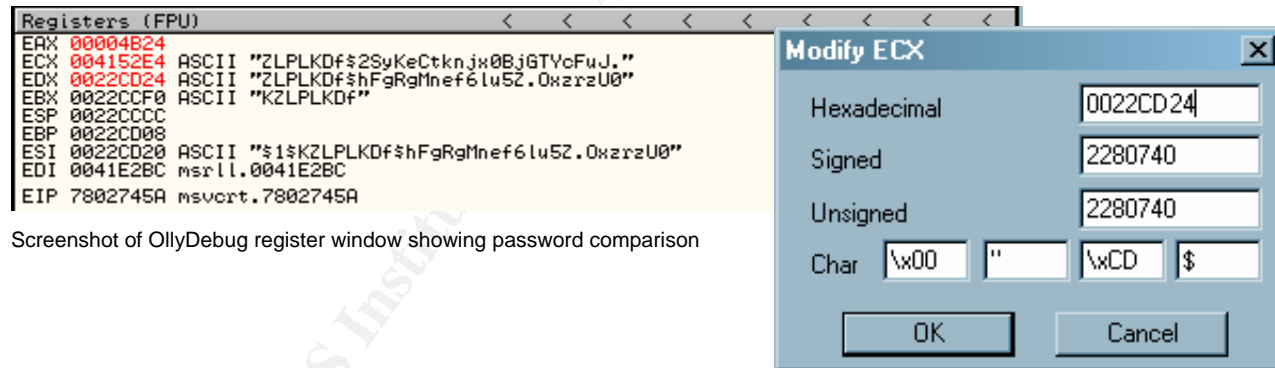 Registers (FPU) < < < < < < < < <
EAX 00004B24
ECX 004152E4 ASCII "ZLPLKDf$2SyKeCtknjx0BjGTYcFuJ."
EDX 0022CD24 ASCII "ZLPLKDf$hFgRgMnef6lu5Z.OxzrzU0"
EBX 0022CCF0 ASCII "KZLPLKDf"
ESP 0022CCCC
EBP 0022CD08
ESI 0022CD20 ASCII "$1$KZLPLKDf$hFgRgMnef6lu5Z.OxzrzU0"
EDI 0041E2BC msrll.0041E2BC
EIP 7802745A msvcrt.7802745A
Screenshot of OllyDebug register window showing password comparison
Modify ECX
Hexadecimal 0022CD24
Signed 2280740
Unsigned 2280740
Char \x00 " \xCD $
OK Cancel